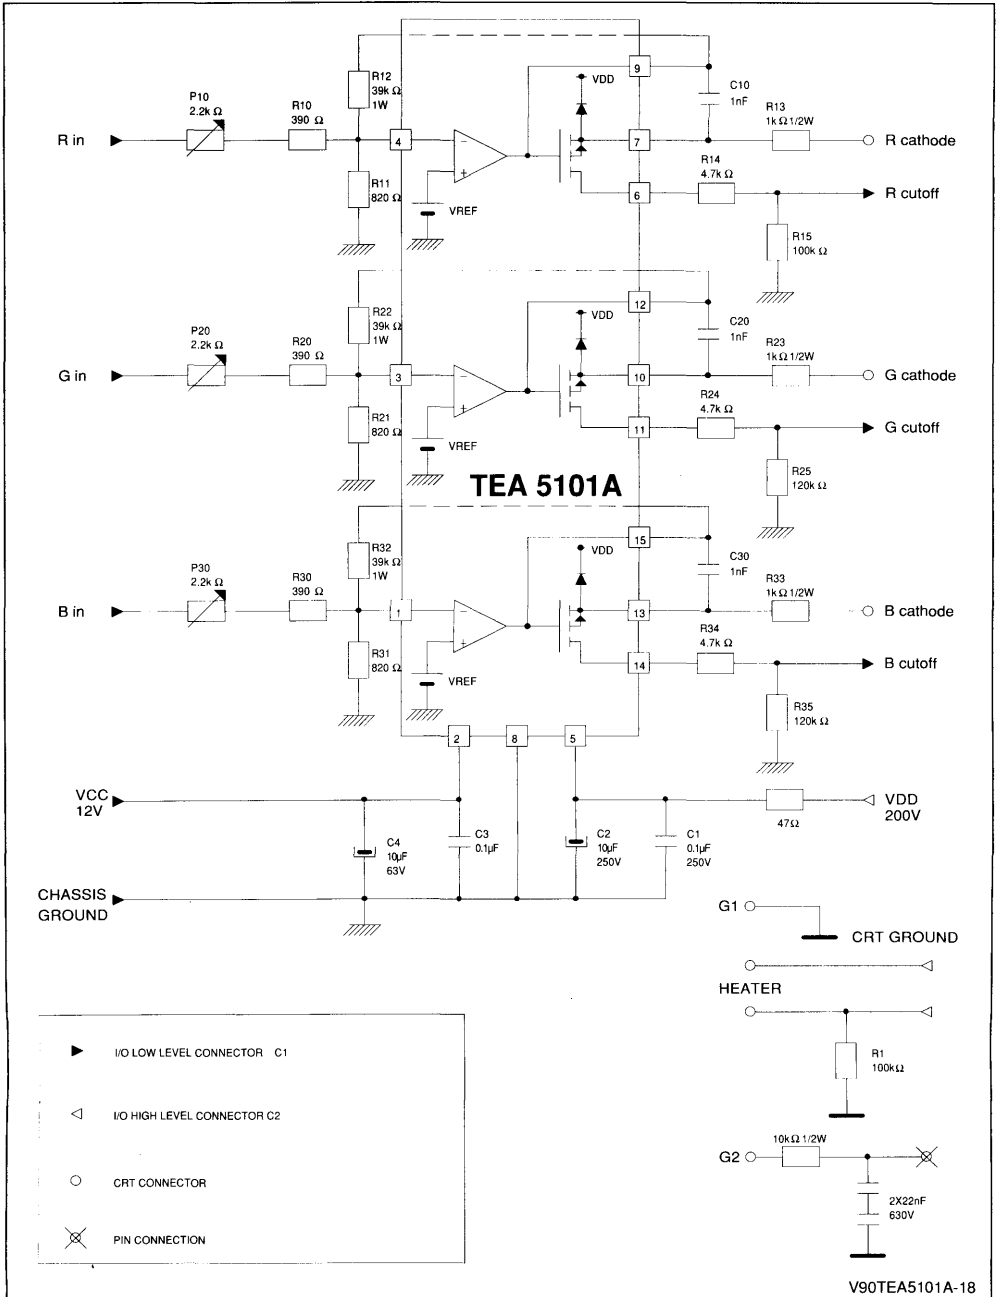 R12
39k Ω
1W
9
VDD
C10
1nF
P10
2.2k Ω
R10
390 Ω
R13
1k Ω 1/2W
R in
4
7
R cathode
R14
4.7k Ω
R11
820 Ω
VREF
6
R cutoff
R15
100k Ω
R22
39k Ω
1W
12
VDD
C20
1nF
P20
2.2k Ω
R20
390 Ω
R23
1k Ω 1/2W
G in
3
10
G cathode
R24
4.7k Ω
R21
820 Ω
VREF
11
G cutoff
TEA 5101A
R25
120k Ω
R32
39k Ω
1W
15
VDD
C30
1nF
P30
2.2k Ω
R30
390 Ω
R33
1k Ω 1/2W
B in
1
13
B cathode
R34
4.7k Ω
R31
820 Ω
VREF
14
B cutoff
R35
120k Ω
2
8
5
VCC
12V
VDD
200V
47Ω
C4
10µF
63V
C3
0.1µF
C2
10µF
250V
C1
0.1µF
250V
CHASSIS
GROUND
G1
CRT GROUND
HEATER
R1
100kΩ
I/O LOW LEVEL CONNECTOR C1
I/O HIGH LEVEL CONNECTOR C2
CRT CONNECTOR
PIN CONNECTION
10kΩ 1/2W
G2
2X22nF
630V
V90TEA5101A-18